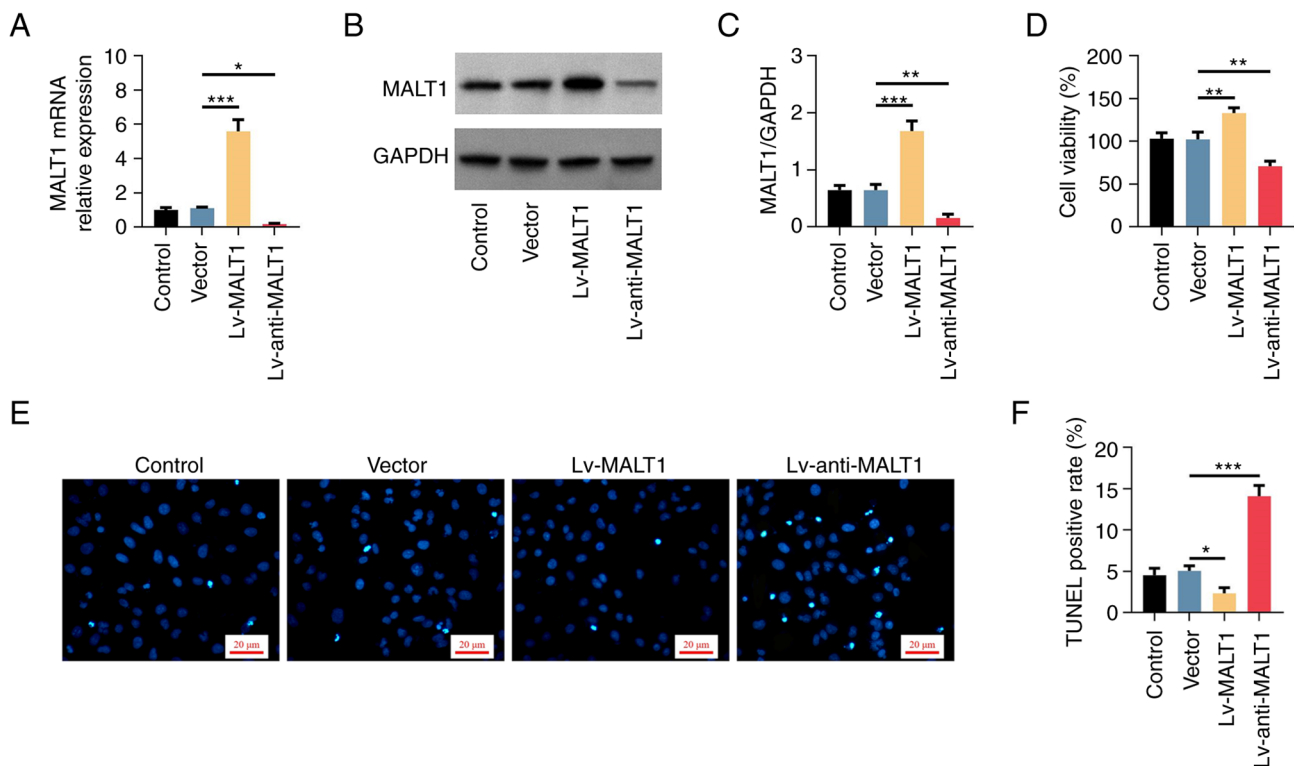 A
MALT1 mRNA
relative expression
10
8
6
4
2
0
*
***
Control
Vector
Lv-MALT1
Lv-anti-MALT1
B
MALT1
GAPDH
Control
Vector
Lv-MALT1
Lv-anti-MALT1
C
MALT1/GAPDH
3
2
1
0
**
***
Control
Vector
Lv-MALT1
Lv-anti-MALT1
D
Cell viability (%)
200
150
100
50
0
**
**
Control
Vector
Lv-MALT1
Lv-anti-MALT1
E
Control
Vector
Lv-MALT1
Lv-anti-MALT1
20 μm
20 μm
20 μm
20 μm
F
TUNEL positive rate (%)
20
15
10
5
0
***
*
Control
Vector
Lv-MALT1
Lv-anti-MALT1